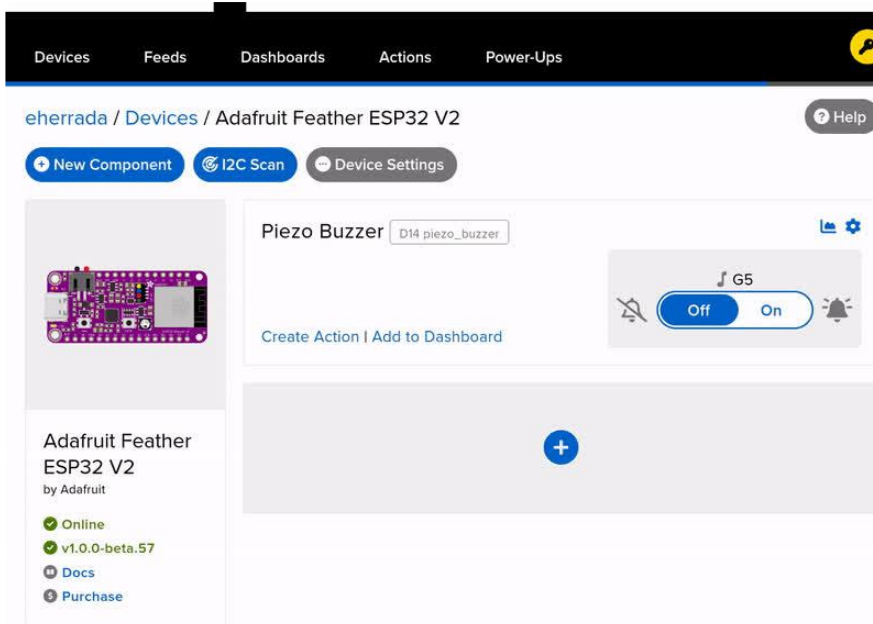 Devices Feeds Dashboards Actions Power-Ups
eherrada / Devices / Adafruit Feather ESP32 V2
Help
New Component I2C Scan Device Settings
Piezo Buzzer D14 piezo_buzzer
G5
Off On
Create Action | Add to Dashboard
Adafruit Feather
ESP32 V2
by Adafruit
Online
v1.0.0-beta.57
Docs
Purchase